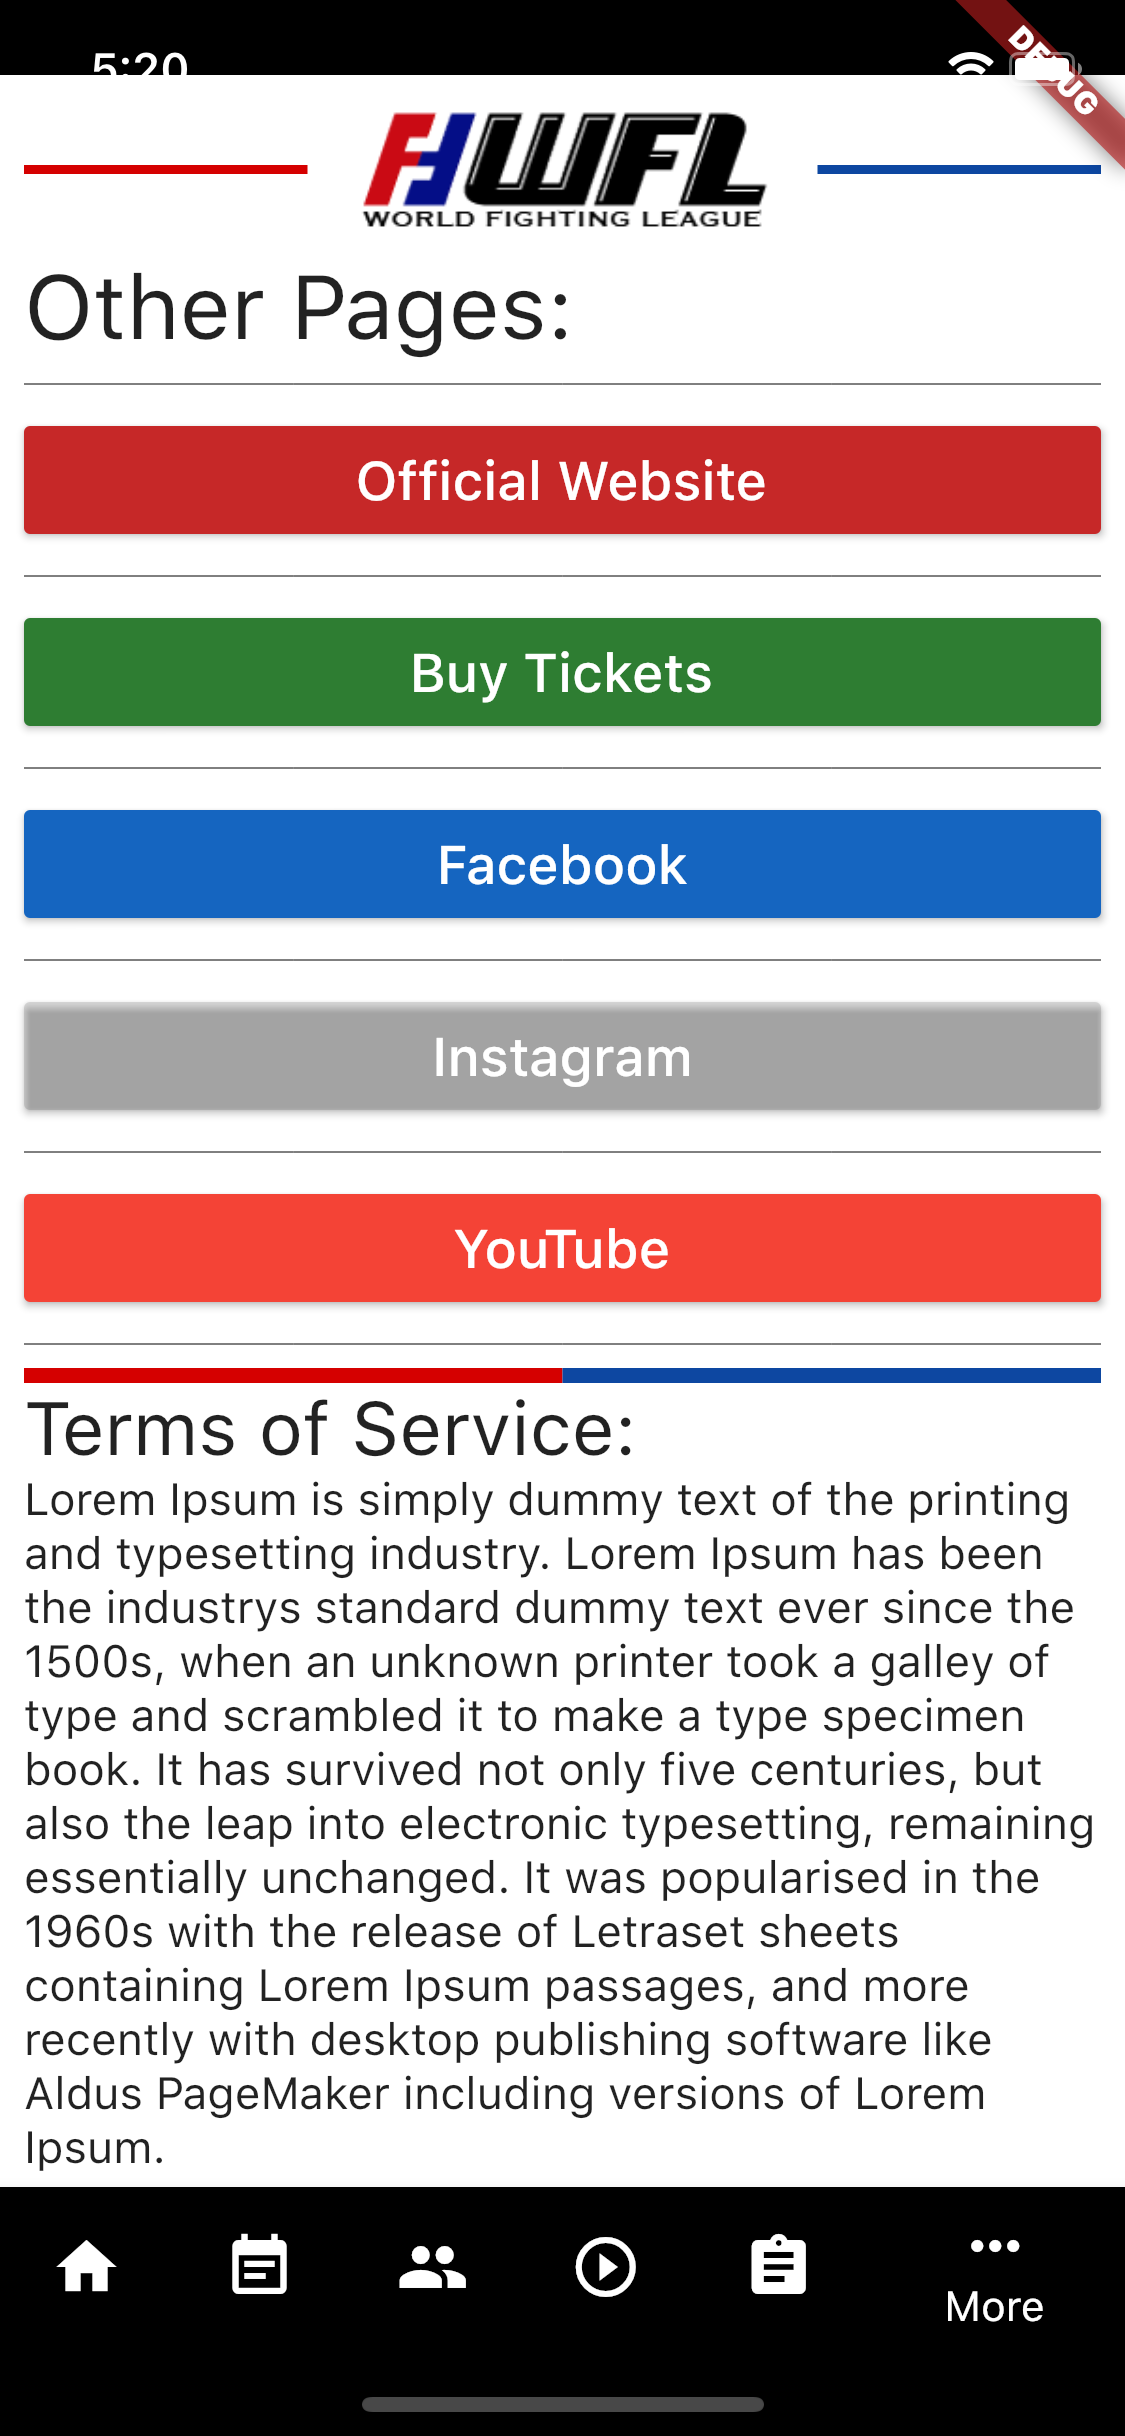 5:20
DEBUG
WFL
WORLD FIGHTING LEAGUE
Other Pages:
Official Website
Buy Tickets
Facebook
Instagram
YouTube
Terms of Service:
Lorem Ipsum is simply dummy text of the printing
and typesetting industry. Lorem Ipsum has been
the industrys standard dummy text ever since the
1500s, when an unknown printer took a galley of
type and scrambled it to make a type specimen
book. It has survived not only five centuries, but
also the leap into electronic typesetting, remaining
essentially unchanged. It was popularised in the
1960s with the release of Letraset sheets
containing Lorem Ipsum passages, and more
recently with desktop publishing software like
Aldus PageMaker including versions of Lorem
Ipsum.
More